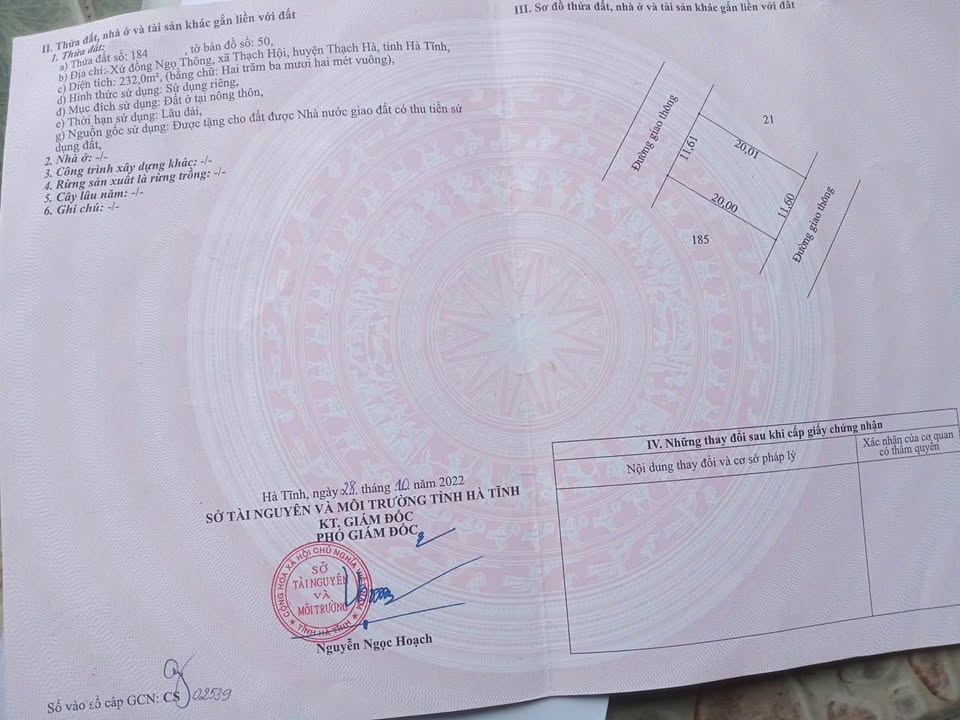 II. Thửa đất, nhà ở và tài sản khác gắn liền với đất
1. Thửa đất:
a) Thửa đất số: 184 , tờ bản đồ số: 50,
b) Địa chỉ: Xứ đồng Ngọ Thông, xã Thạch Hội, huyện Thạch Hà, tỉnh Hà Tĩnh,
c) Diện tích: 232,0m², (bằng chữ: Hai trăm ba mươi hai mét vuông),
d) Hình thức sử dụng: Sử dụng riêng,
đ) Mục đích sử dụng: Đất ở tại nông thôn,
e) Thời hạn sử dụng: Lâu dài,
g) Nguồn gốc sử dụng: Được tặng cho đất được Nhà nước giao đất có thu tiền sử
dụng đất,
2. Nhà ở: -/-
3. Công trình xây dựng khác: -/-
4. Rừng sản xuất là rừng trồng: -/-
5. Cây lâu năm: -/-
6. Ghi chú: -/-
Hà Tĩnh, ngày 28 tháng 10 năm 2022
SỞ TÀI NGUYÊN VÀ MÔI TRƯỜNG TỈNH HÀ TĨNH
KT. GIÁM ĐỐC
PHÓ GIÁM ĐỐC
CỘNG HÒA XÃ HỘI CHỦ NGHĨA VIỆT NAM
SỞ
TÀI NGUYÊN
VÀ
MÔI TRƯỜNG
★ TỈNH HÀ TĨNH ★
Nguyễn Ngọc Hoạch
Số vào sổ cấp GCN: CS 02539
III. Sơ đồ thửa đất, nhà ở và tài sản khác gắn liền với đất
Đường giao thông
11,61
20,01
21
20,00
11,60
Đường giao thông
185
IV. Những thay đổi sau khi cấp giấy chứng nhận
Nội dung thay đổi và cơ sở pháp lý
Xác nhận của cơ quan
có thẩm quyền